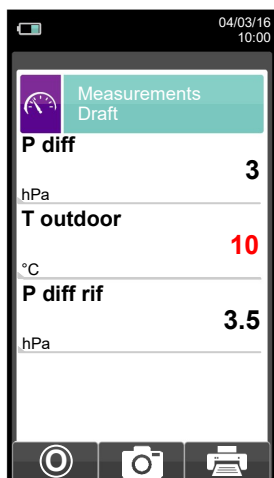 04/03/16
10:00
Measurements
Draft
P diff
3
hPa
T outdoor
10
°C
P diff rif
3.5
hPa